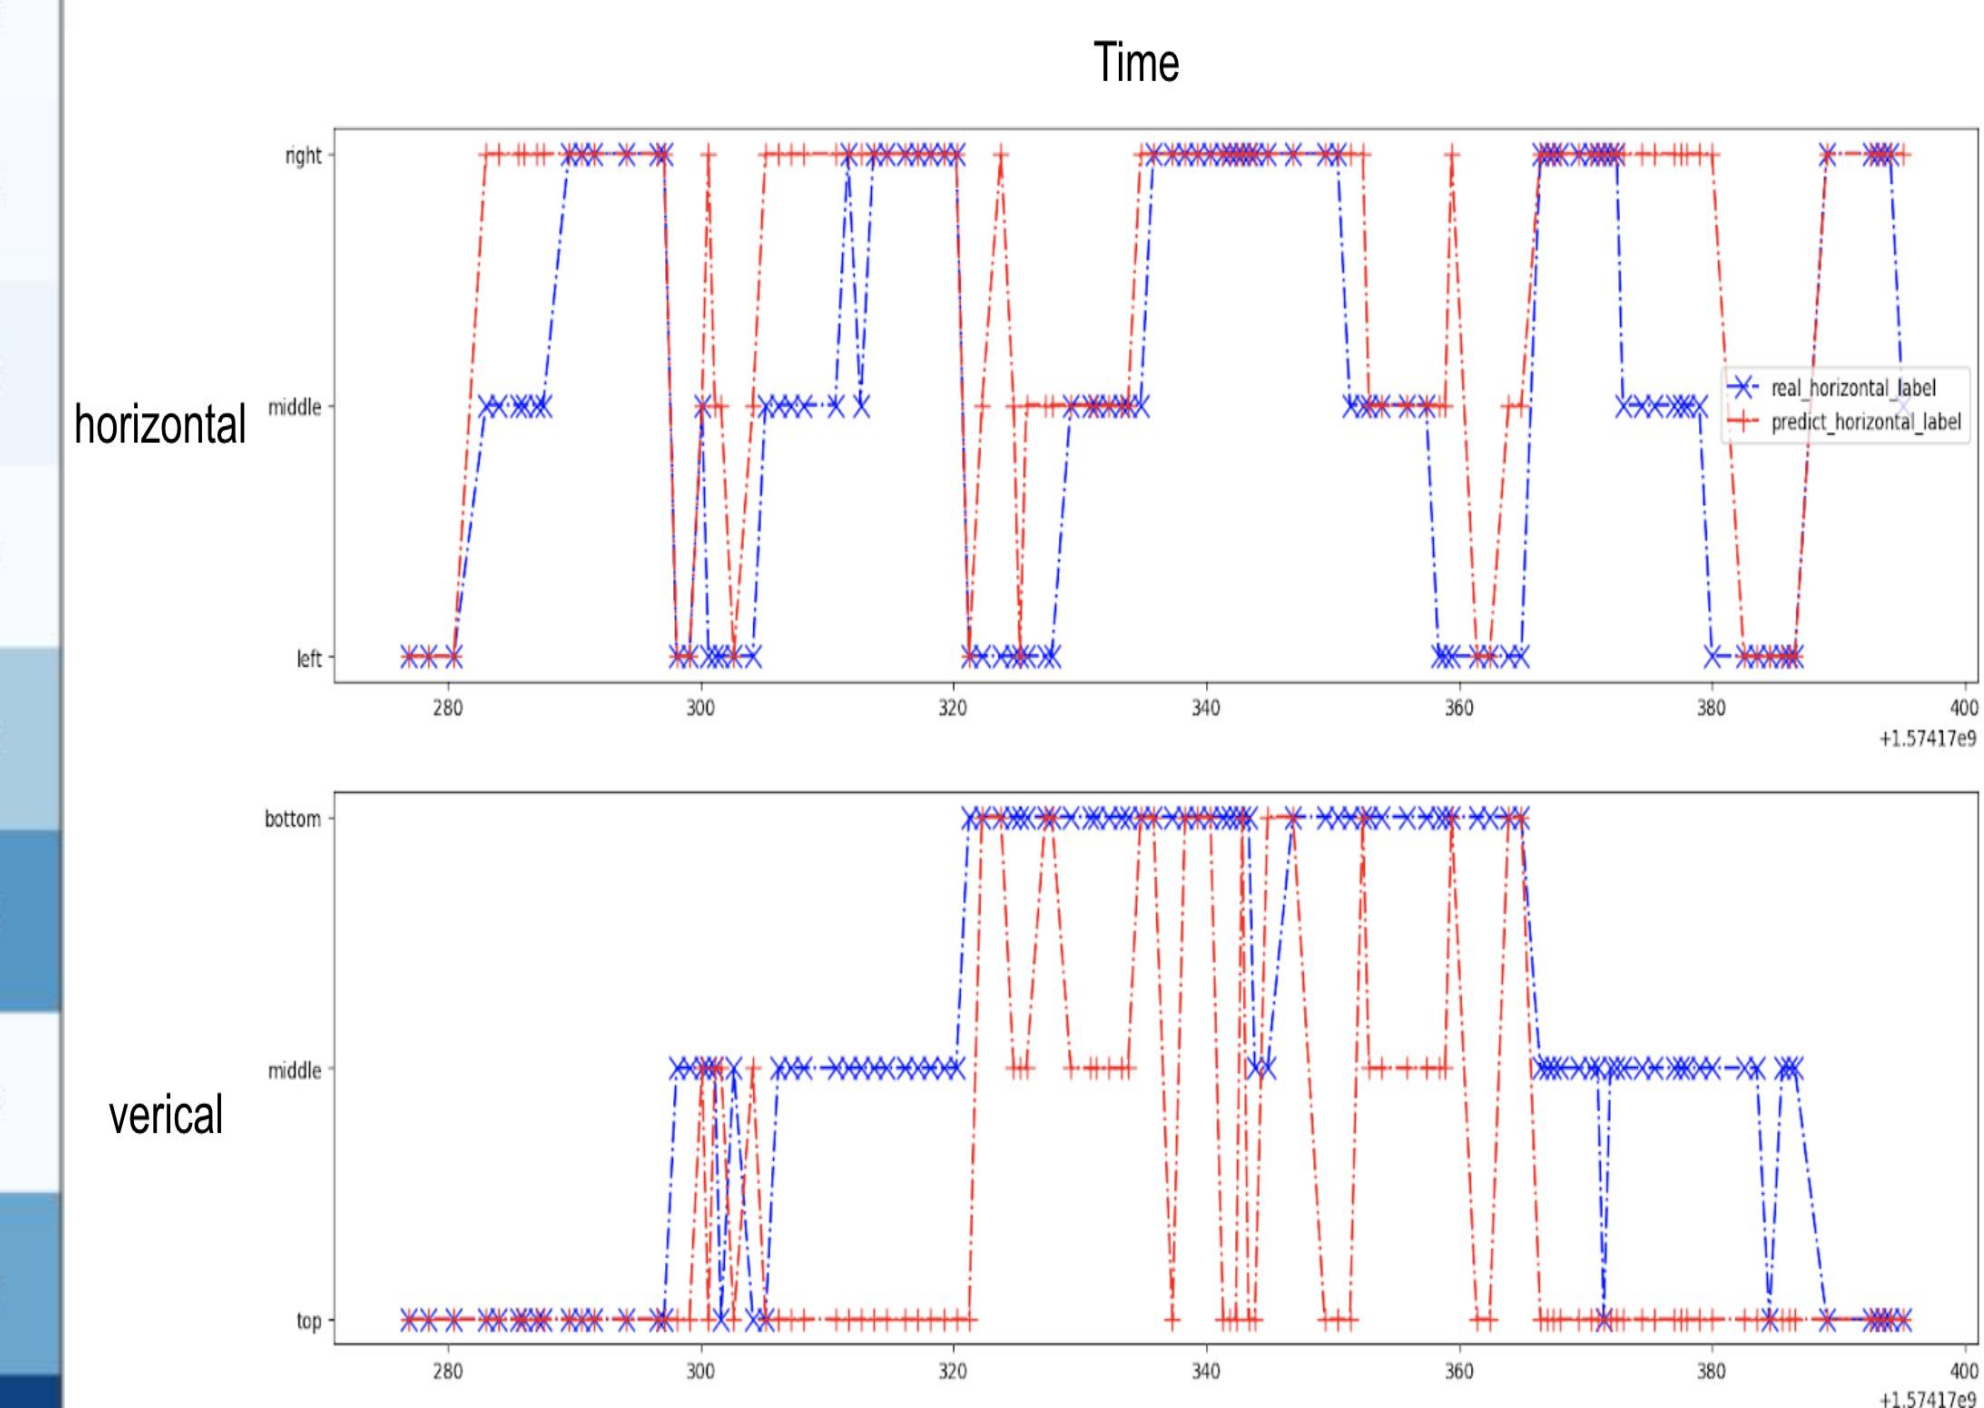 Time
right
horizontal
middle
real_horizontal_label
predict_horizontal_label
left
280 300 320 340 360 380 400
+1.57417e9
bottom
middle
verical
top
280 300 320 340 360 380 400
+1.57417e9